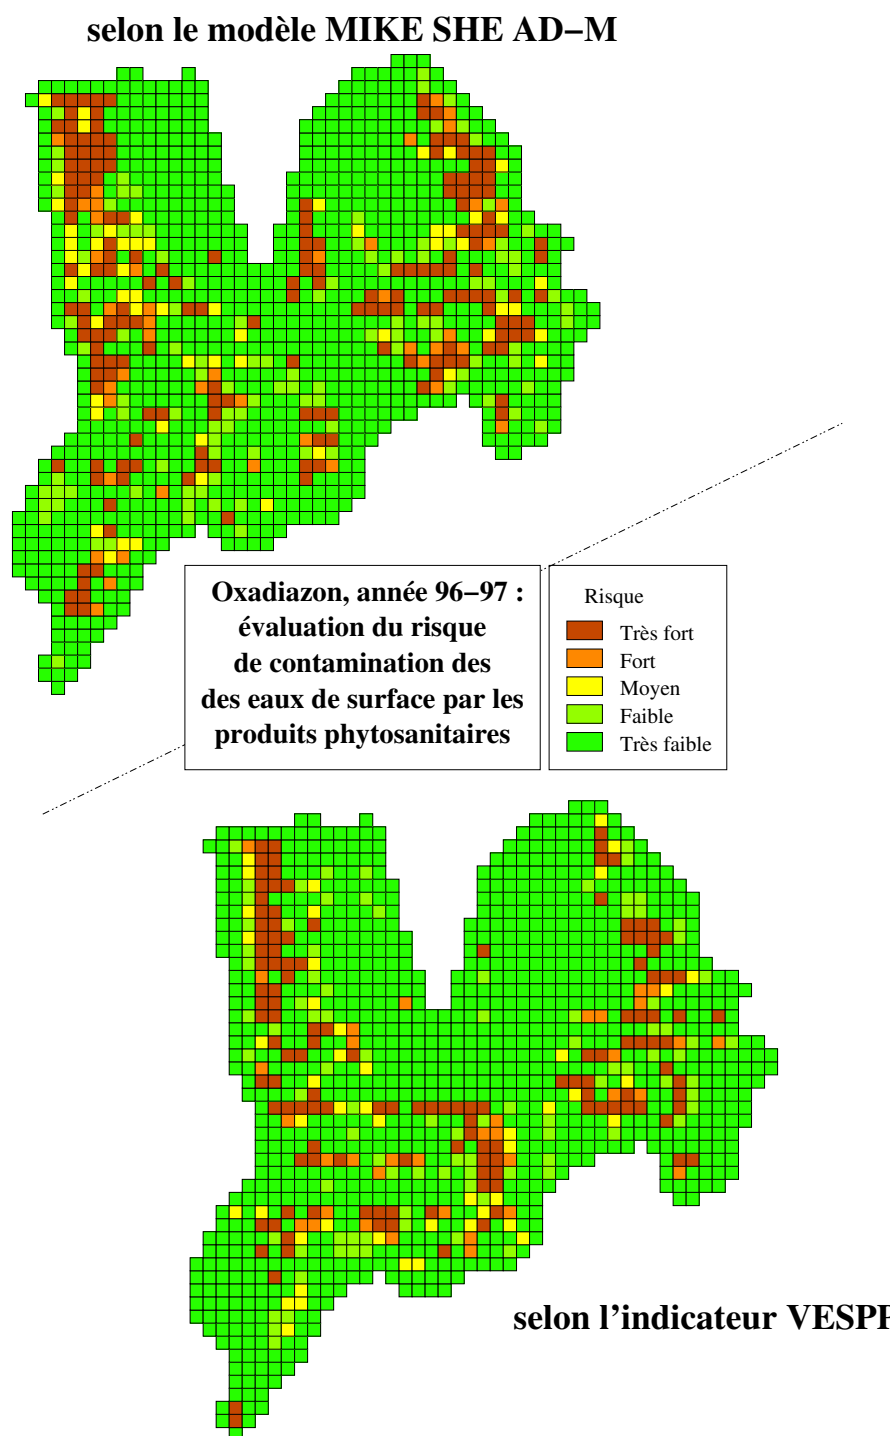 selon le modèle MIKE SHE AD−M
Oxadiazon, année 96−97 :
évaluation du risque
de contamination des
des eaux de surface par les
produits phytosanitaires
Risque
Très fort
Fort
Moyen
Faible
Très faible
selon l'indicateur VESPP